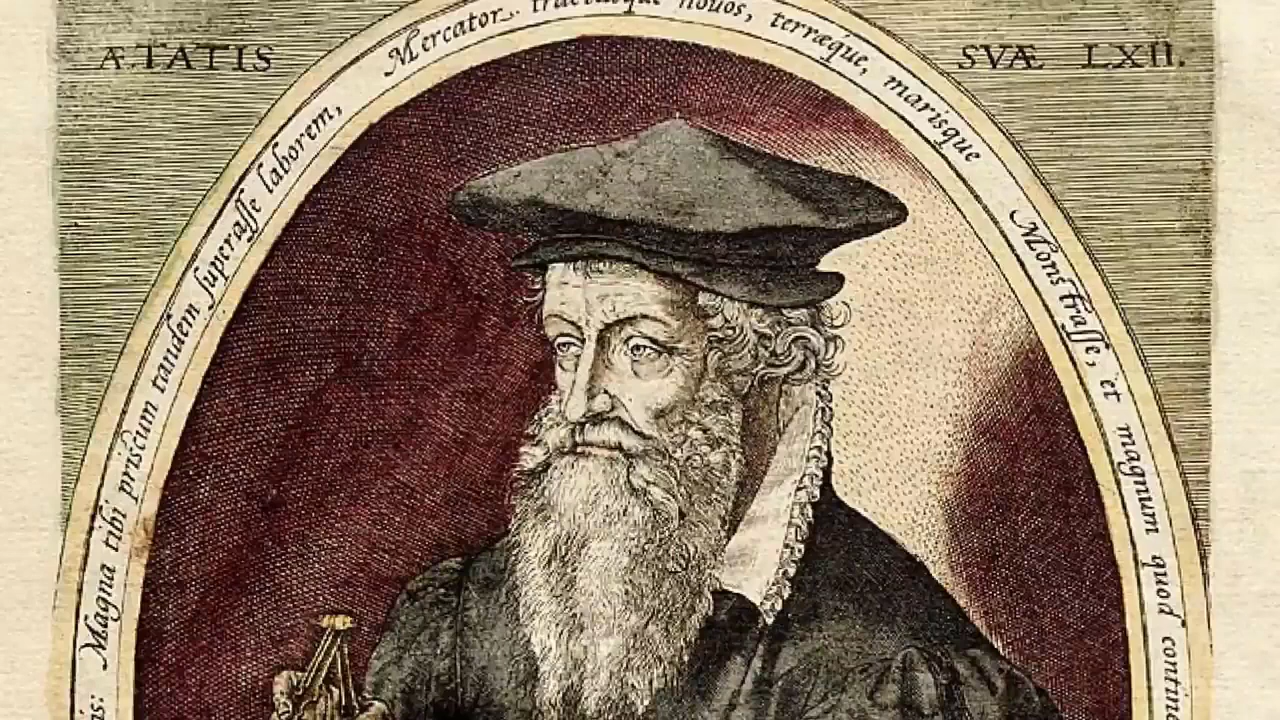 ÆTATIS SVÆ LXII.
Magna tibi priſcum tandem ſuperaſſe laborem,
Mercator. tractusque nouos, terræque, marisque
Monſtraſſe, et magnum quod